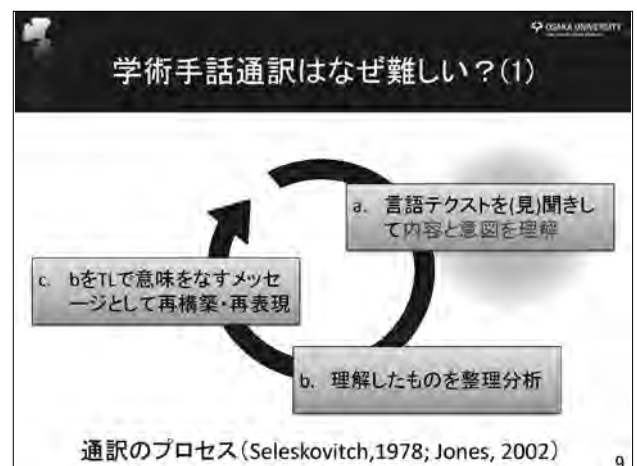 OSAKA UNIVERSITY
学術手話通訳はなぜ難しい？(1)
a. 言語テクストを(見)聞きし
て内容と意図を理解
c. bをTLで意味をなすメッセ
ージとして再構築・再表現
b. 理解したものを整理分析
通訳のプロセス(Seleskovitch,1978; Jones, 2002)
9